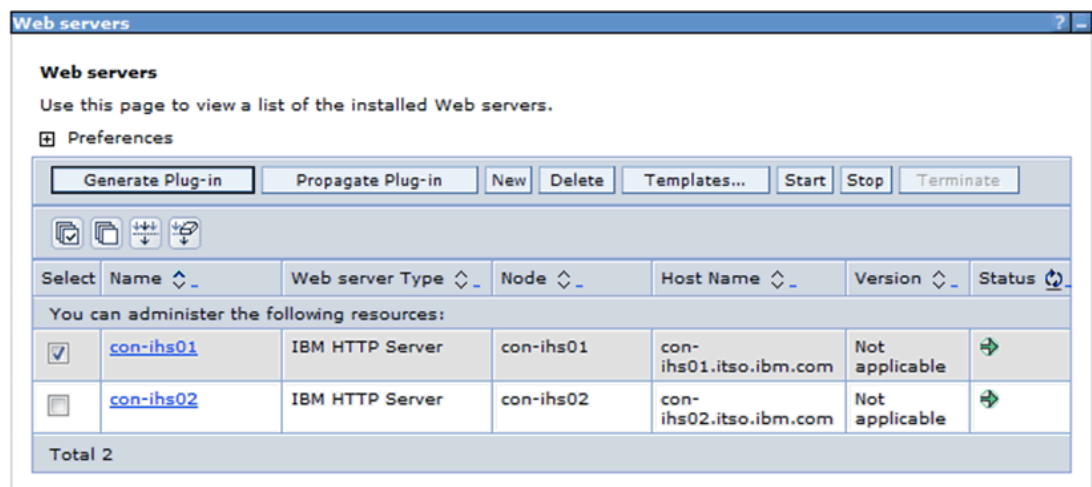 Web servers ? _
Web servers
Use this page to view a list of the installed Web servers.
Preferences
Generate Plug-in Propagate Plug-in New Delete Templates... Start Stop Terminate
Select Name Web server Type Node Host Name Version Status
You can administer the following resources:
con-ihs01 IBM HTTP Server con-ihs01 con- Not
ihs01.itso.ibm.com applicable
con-ihs02 IBM HTTP Server con-ihs02 con- Not
ihs02.itso.ibm.com applicable
Total 2